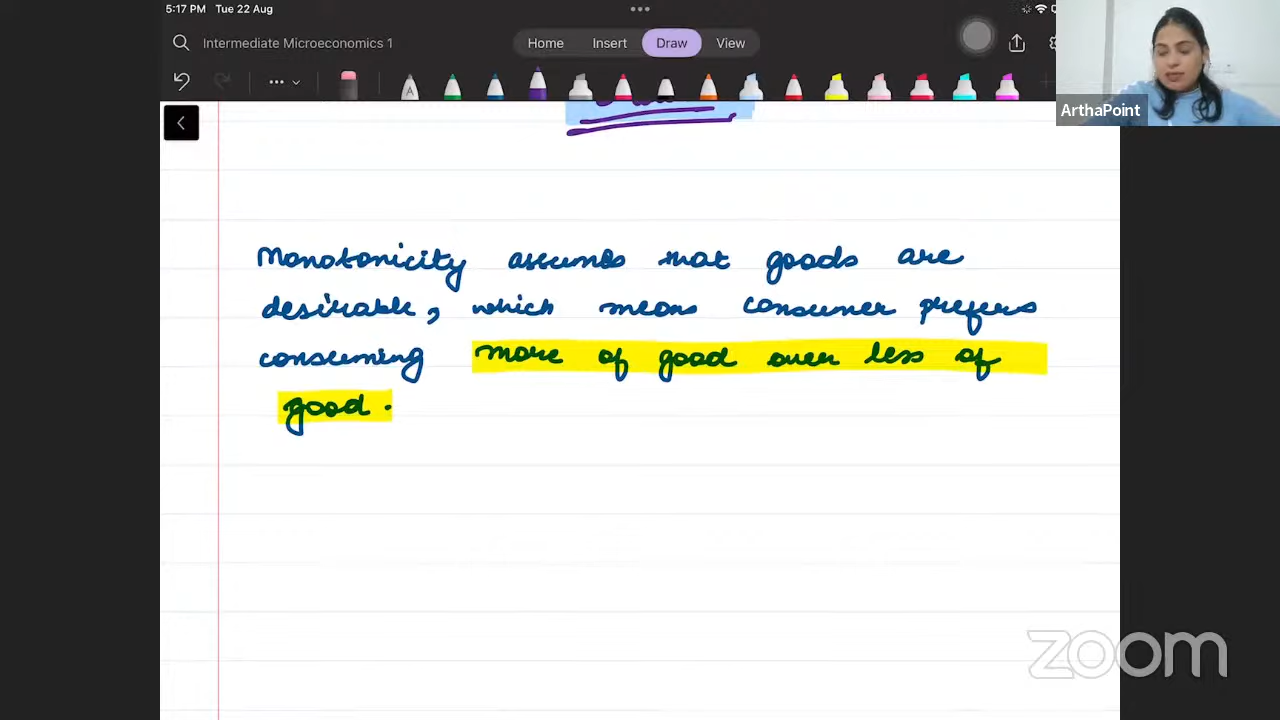 5:17 PM Tue 22 Aug
Intermediate Microeconomics 1
Home Insert Draw View
A
ArthaPoint
Monotonicity assumes that goods are
desirable, which means consumer prefers
consuming more of good over less of
good.
zoom